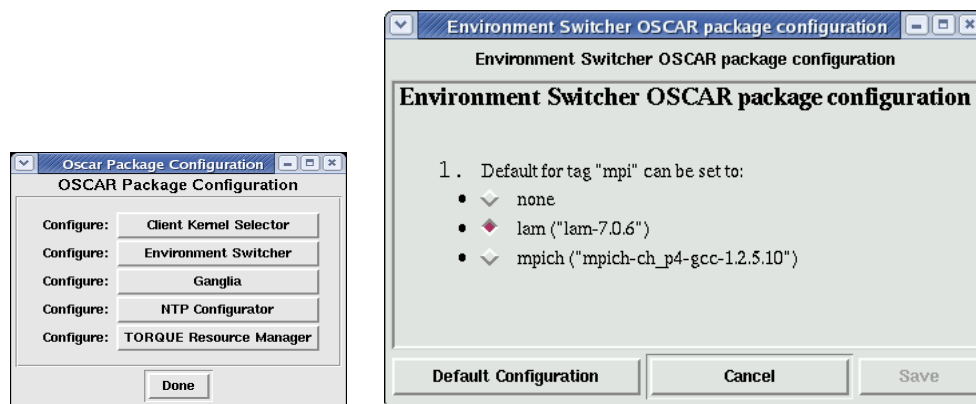 Oscar Package Configuration
OSCAR Package Configuration
Configure: Client Kernel Selector
Configure: Environment Switcher
Configure: Ganglia
Configure: NTP Configurator
Configure: TORQUE Resource Manager
Done
Environment Switcher OSCAR package configuration
Environment Switcher OSCAR package configuration
Environment Switcher OSCAR package configuration
1. Default for tag "mpi" can be set to:
none
lam ("lam-7.0.6")
mpich ("mpich-ch_p4-gcc-1.2.5.10")
Default Configuration Cancel Save